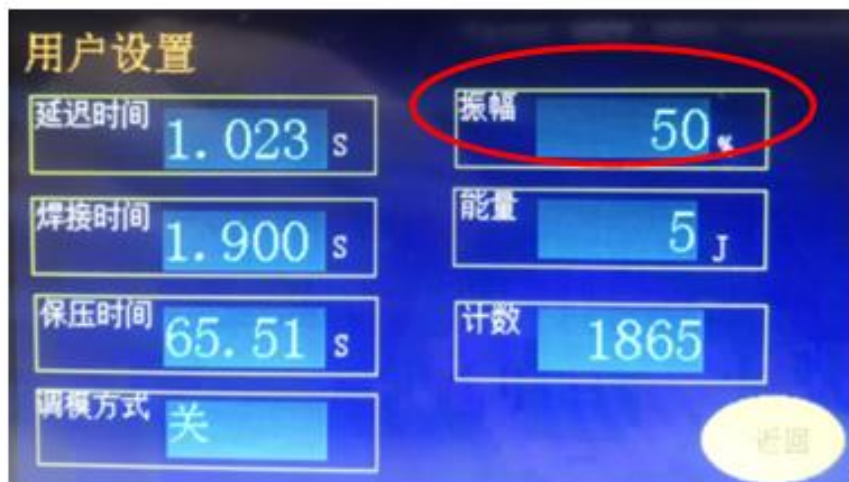 用户设置
延迟时间 1.023 S
振幅 50 %
焊接时间 1.900 S
能量 5 J
保压时间 65.51 S
计数 1865
调模方式 关
返回